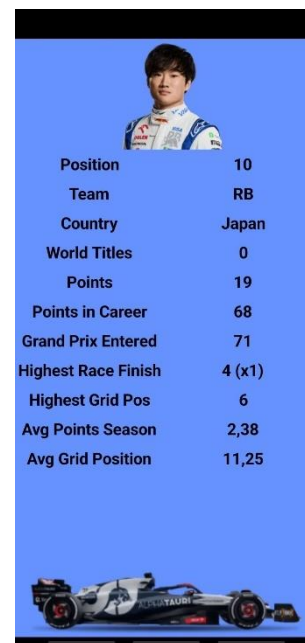 Position 10
Team RB
Country Japan
World Titles 0
Points 19
Points in Career 68
Grand Prix Entered 71
Highest Race Finish 4 (x1)
Highest Grid Pos 6
Avg Points Season 2,38
Avg Grid Position 11,25
ALPHATAURI